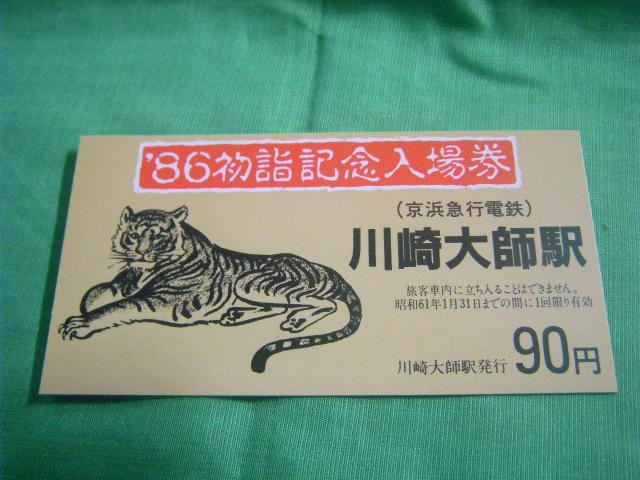 '86初詣記念入場券
(京浜急行電鉄)
川崎大師駅
旅客車内に立ち入ることはできません。
昭和61年1月31日までの間に1回限り有効
川崎大師駅発行 90円